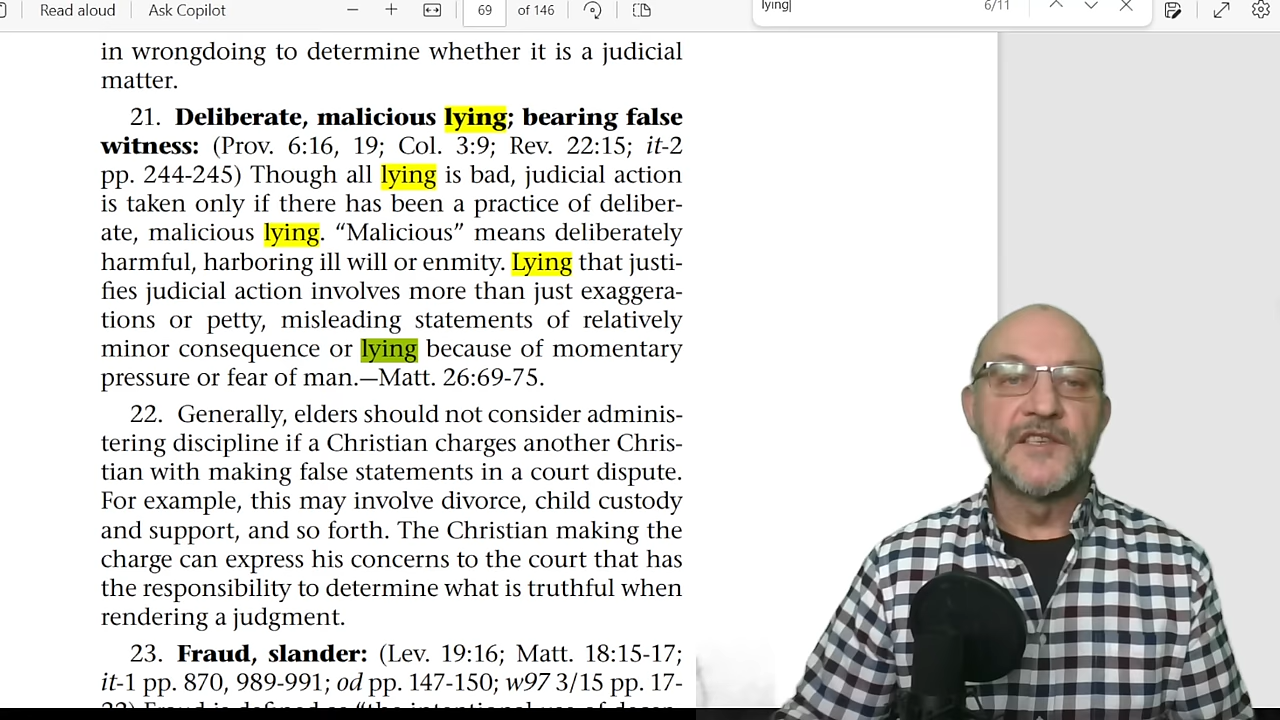 Read aloud Ask Copilot 69 of 146 lying 6/11
in wrongdoing to determine whether it is a judicial
matter.
21. Deliberate, malicious lying; bearing false
witness: (Prov. 6:16, 19; Col. 3:9; Rev. 22:15; it-2
pp. 244-245) Though all lying is bad, judicial action
is taken only if there has been a practice of deliber-
ate, malicious lying. “Malicious” means deliberately
harmful, harboring ill will or enmity. Lying that justi-
fies judicial action involves more than just exaggera-
tions or petty, misleading statements of relatively
minor consequence or lying because of momentary
pressure or fear of man.—Matt. 26:69-75.
22. Generally, elders should not consider adminis-
tering discipline if a Christian charges another Chris-
tian with making false statements in a court dispute.
For example, this may involve divorce, child custody
and support, and so forth. The Christian making the
charge can express his concerns to the court that has
the responsibility to determine what is truthful when
rendering a judgment.
23. Fraud, slander: (Lev. 19:16; Matt. 18:15-17;
it-1 pp. 870, 989-991; od pp. 147-150; w97 3/15 pp. 17-